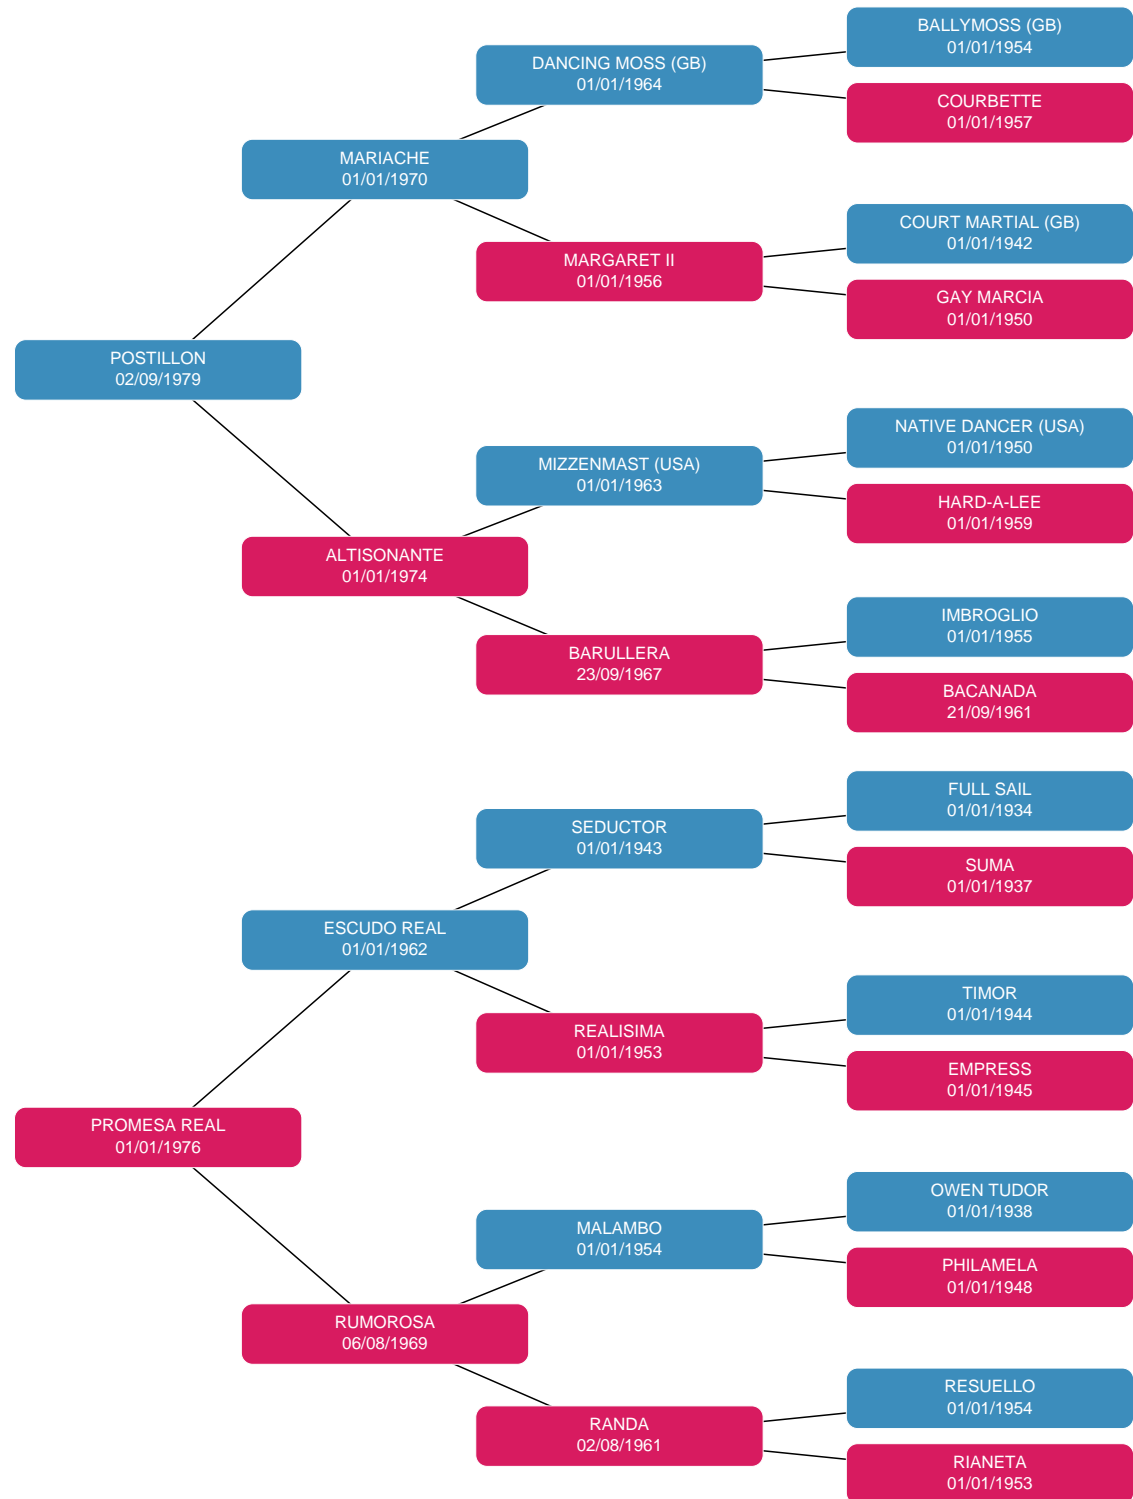 BALLYMOSS (GB)
01/01/1954
DANCING MOSS (GB)
01/01/1964
COURBETTE
01/01/1957
MARIACHE
01/01/1970
COURT MARTIAL (GB)
01/01/1942
MARGARET II
01/01/1956
GAY MARCIA
01/01/1950
POSTILLON
02/09/1979
NATIVE DANCER (USA)
01/01/1950
MIZZENMAST (USA)
01/01/1963
HARD-A-LEE
01/01/1959
ALTISONANTE
01/01/1974
IMBROGLIO
01/01/1955
BARULLERA
23/09/1967
BACANADA
21/09/1961
FULL SAIL
01/01/1934
SEDUCTOR
01/01/1943
SUMA
01/01/1937
ESCUDO REAL
01/01/1962
TIMOR
01/01/1944
REALISIMA
01/01/1953
EMPRESS
01/01/1945
PROMESA REAL
01/01/1976
OWEN TUDOR
01/01/1938
MALAMBO
01/01/1954
PHILAMELA
01/01/1948
RUMOROSA
06/08/1969
RESUELLO
01/01/1954
RANDA
02/08/1961
RIANETA
01/01/1953